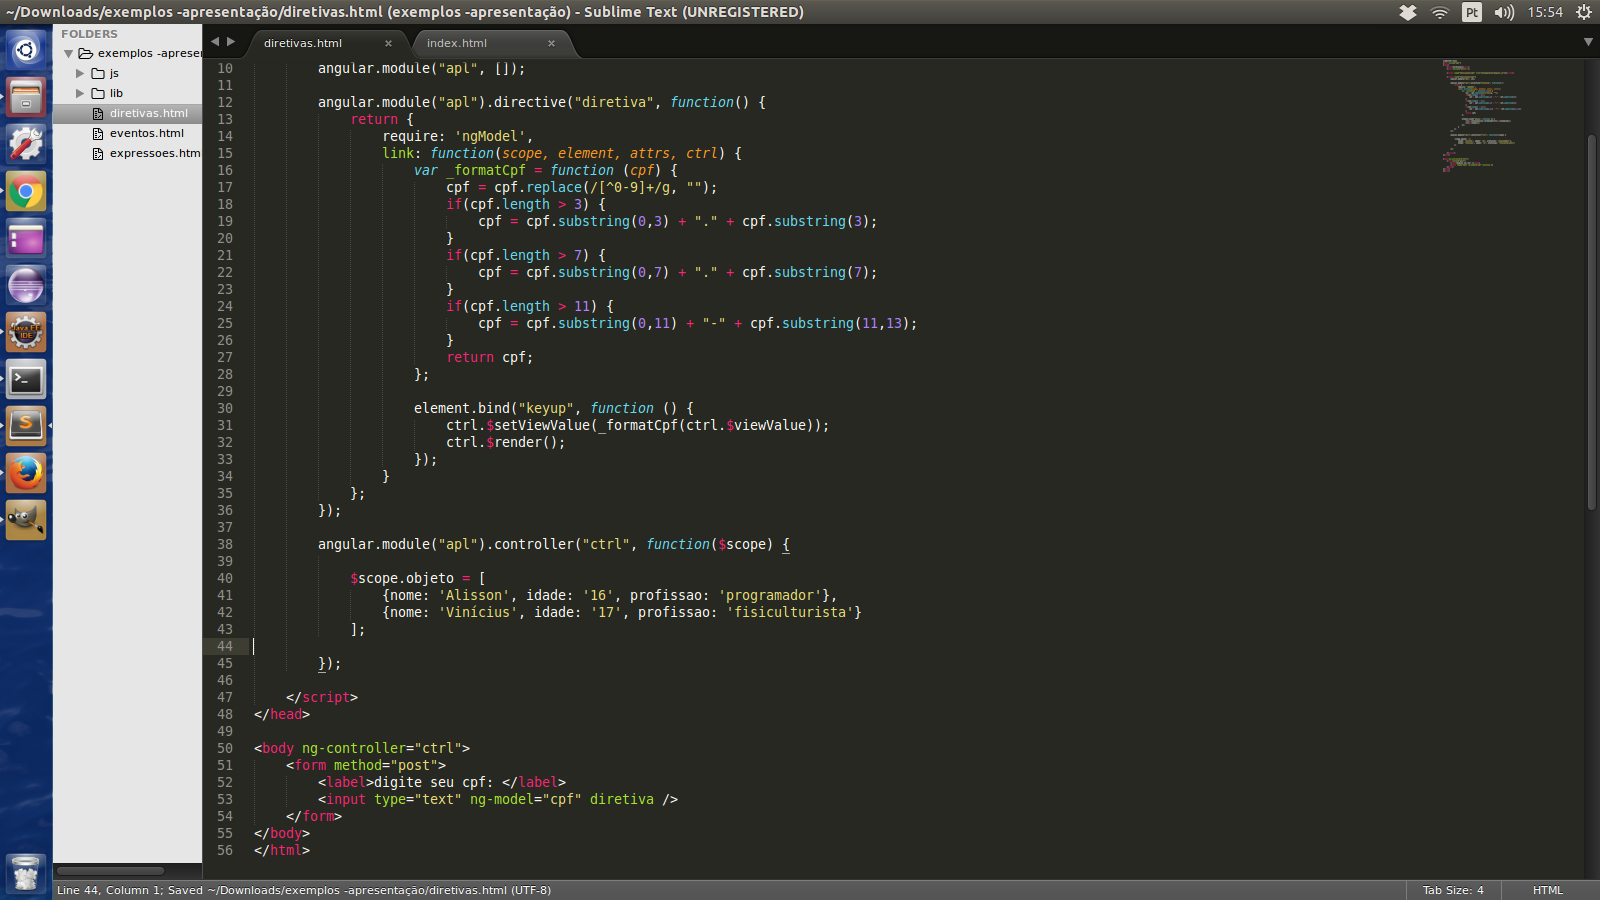 ~/Downloads/exemplos -apresentação/diretivas.html (exemplos -apresentação) - Sublime Text (UNREGISTERED)
Pt
15:54
FOLDERS
exemplos -aprese
js
lib
diretivas.html
eventos.html
expressoes.htm
diretivas.html ×
index.html ×
10 angular.module("apl", []);
11
12 angular.module("apl").directive("diretiva", function() {
13 return {
14 require: 'ngModel',
15 link: function(scope, element, attrs, ctrl) {
16 var _formatCpf = function (cpf) {
17 cpf = cpf.replace(/[^0-9]+/g, "");
18 if(cpf.length > 3) {
19 cpf = cpf.substring(0,3) + "." + cpf.substring(3);
20 }
21 if(cpf.length > 7) {
22 cpf = cpf.substring(0,7) + "." + cpf.substring(7);
23 }
24 if(cpf.length > 11) {
25 cpf = cpf.substring(0,11) + "-" + cpf.substring(11,13);
26 }
27 return cpf;
28 };
29
30 element.bind("keyup", function () {
31 ctrl.$setViewValue(_formatCpf(ctrl.$viewValue));
32 ctrl.$render();
33 });
34 }
35 };
36 });
37
38 angular.module("apl").controller("ctrl", function($scope) {
39
40 $scope.objeto = [
41 {nome: 'Alisson', idade: '16', profissao: 'programador'},
42 {nome: 'Vinícius', idade: '17', profissao: 'fisiculturista'}
43 ];
44
45 });
46
47 </script>
48 </head>
49
50 <body ng-controller="ctrl">
51 <form method="post">
52 <label>digite seu cpf: </label>
53 <input type="text" ng-model="cpf" diretiva />
54 </form>
55 </body>
56 </html>
Line 44, Column 1; Saved ~/Downloads/exemplos -apresentação/diretivas.html (UTF-8)
Tab Size: 4
HTML